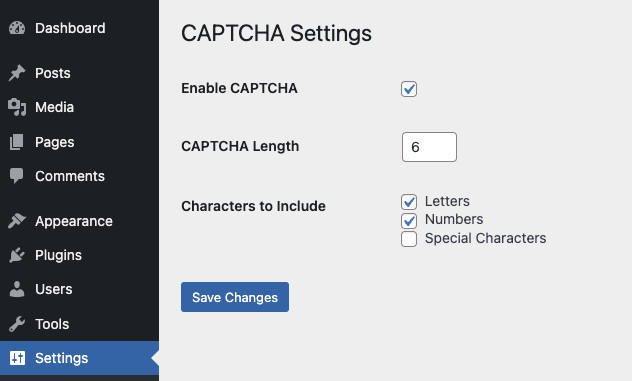 Dashboard
Posts
Media
Pages
Comments
Appearance
Plugins
Users
Tools
Settings
CAPTCHA Settings
Enable CAPTCHA
CAPTCHA Length
6
Characters to Include
Letters
Numbers
Special Characters
Save Changes